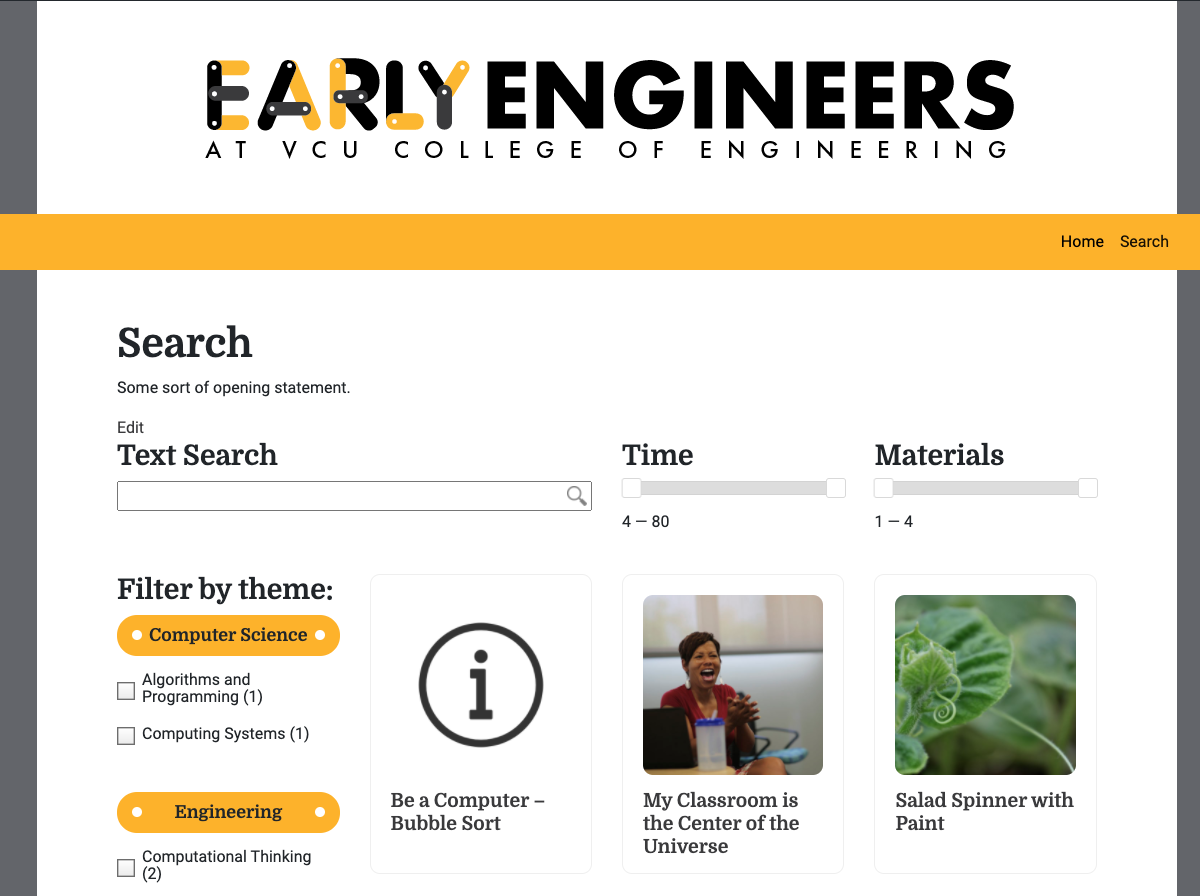 EARLY ENGINEERS
AT VCU COLLEGE OF ENGINEERING
Home Search
Search
Some sort of opening statement.
Edit
Text Search
Time
Materials
4 — 80
1 — 4
Filter by theme:
Computer Science
Algorithms and
Programming (1)
Computing Systems (1)
Engineering
Computational Thinking
(2)
Be a Computer –
Bubble Sort
My Classroom is
the Center of the
Universe
Salad Spinner with
Paint